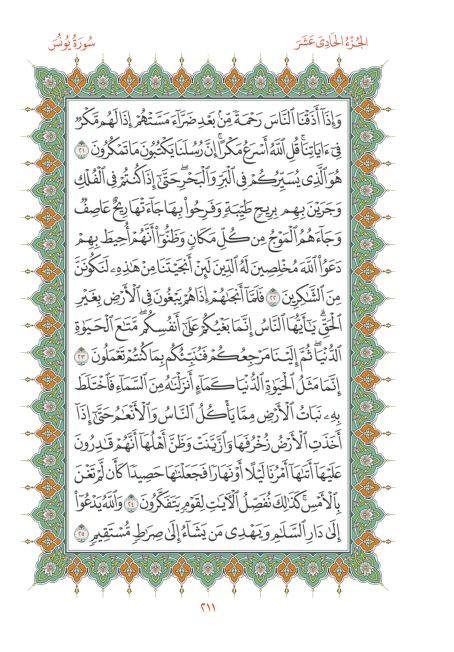 سُورَةُ يُونُسَ
الجُزْءُ الحَادِيَ عَشَرَ
وَإِذَآ أَذَقْنَا ٱلنَّاسَ رَحْمَةً مِّنۢ بَعْدِ ضَرَّآءَ مَسَّتْهُمْ إِذَا لَهُم مَّكْرٌ
فِىٓ ءَايَاتِنَاۚ قُلِ ٱللَّهُ أَسْرَعُ مَكْرًاۚ إِنَّ رُسُلَنَا يَكْتُبُونَ مَا تَمْكُرُونَ ٢١
هُوَ ٱلَّذِى يُسَيِّرُكُمْ فِى ٱلْبَرِّ وَٱلْبَحْرِۖ حَتَّىٰٓ إِذَا كُنتُمْ فِى ٱلْفُلْكِ
وَجَرَيْنَ بِهِم بِرِيحٍ طَيِّبَةٍ وَفَرِحُوا۟ بِهَا جَآءَتْهَا رِيحٌ عَاصِفٌ
وَجَآءَهُمُ ٱلْمَوْجُ مِن كُلِّ مَكَانٍ وَظَنُّوٓا۟ أَنَّهُمْ أُحِيطَ بِهِمْ
دَعَوُا۟ ٱللَّهَ مُخْلِصِينَ لَهُ ٱلدِّينَ لَئِنْ أَنجَيْتَنَا مِنْ هَٰذِهِۦ لَنَكُونَنَّ
مِنَ ٱلشَّٰكِرِينَ ٢٢ فَلَمَّآ أَنجَىٰهُمْ إِذَا هُمْ يَبْغُونَ فِى ٱلْأَرْضِ بِغَيْرِ
ٱلْحَقِّۗ يَٰٓأَيُّهَا ٱلنَّاسُ إِنَّمَا بَغْيُكُمْ عَلَىٰٓ أَنفُسِكُمۖ مَّتَٰعَ ٱلْحَيَوٰةِ
ٱلدُّنْيَاۖ ثُمَّ إِلَيْنَا مَرْجِعُكُمْ فَنُنَبِّئُكُم بِمَا كُنتُمْ تَعْمَلُونَ ٢٣
إِنَّمَا مَثَلُ ٱلْحَيَوٰةِ ٱلدُّنْيَا كَمَآءٍ أَنزَلْنَٰهُ مِنَ ٱلسَّمَآءِ فَٱخْتَلَطَ
بِهِۦ نَبَاتُ ٱلْأَرْضِ مِمَّا يَأْكُلُ ٱلنَّاسُ وَٱلْأَنْعَٰمُ حَتَّىٰٓ إِذَآ
أَخَذَتِ ٱلْأَرْضُ زُخْرُفَهَا وَٱزَّيَّنَتْ وَظَنَّ أَهْلُهَآ أَنَّهُمْ قَٰدِرُونَ
عَلَيْهَآ أَتَىٰهَآ أَمْرُنَا لَيْلًا أَوْ نَهَارًا فَجَعَلْنَٰهَا حَصِيدًا كَأَن لَّمْ تَغْنَ
بِٱلْأَمْسِۚ كَذَٰلِكَ نُفَصِّلُ ٱلْءَايَٰتِ لِقَوْمٍ يَتَفَكَّرُونَ ٢٤ وَٱللَّهُ يَدْعُوٓا۟
إِلَىٰ دَارِ ٱلسَّلَٰمِ وَيَهْدِى مَن يَشَآءُ إِلَىٰ صِرَٰطٍ مُّسْتَقِيمٍ ٢٥
٢١١